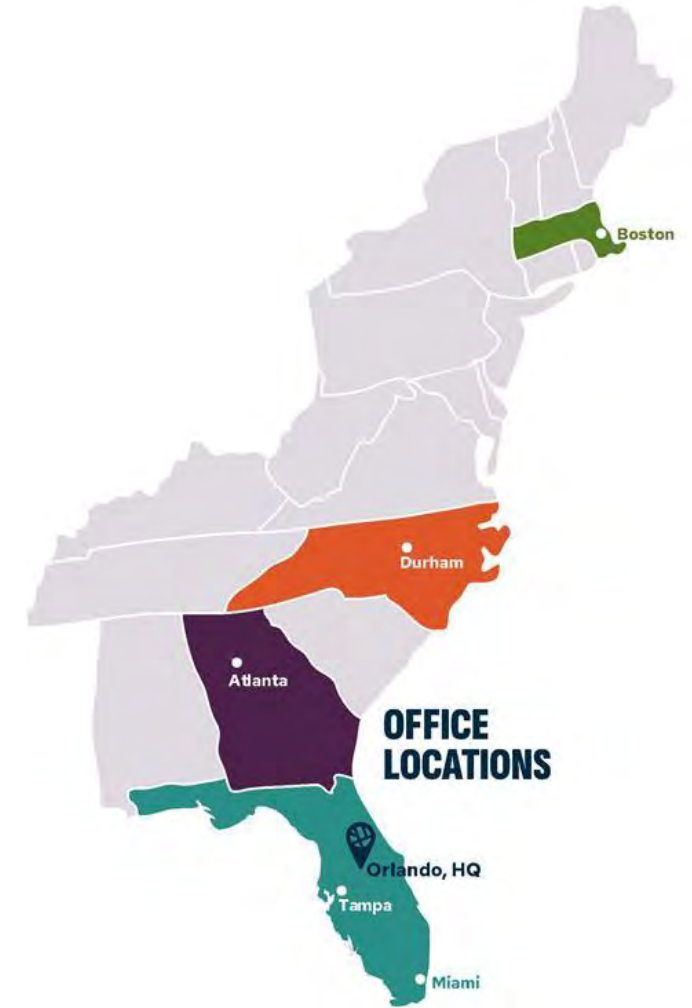 Boston
Durham
Atlanta
OFFICE
LOCATIONS
Orlando, HQ
Tampa
Miami